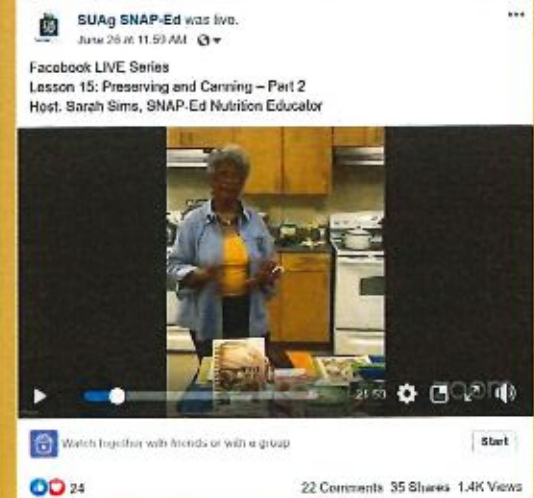 SUAg SNAP-Ed was live.
June 26 at 11:59 AM
Facebook LIVE Series
Lesson 15: Preserving and Canning – Part 2
Host. Sarah Sims, SNAP-Ed Nutrition Educator
Watch together with friends or with a group
Start
24
22 Comments 35 Shares 1.4K Views